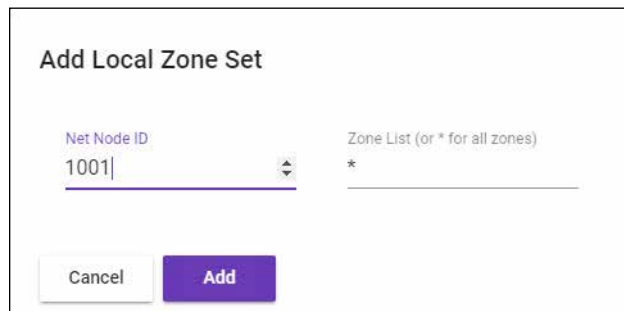 Add Local Zone Set
Net Node ID
Zone List (or * for all zones)
1001
*
Cancel
Add